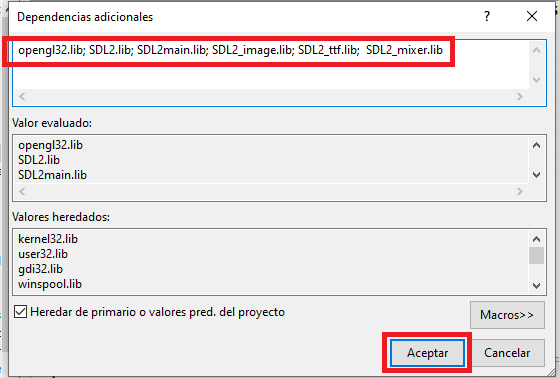 Dependencias adicionales
opengl32.lib; SDL2.lib; SDL2main.lib; SDL2_image.lib; SDL2_ttf.lib;  SDL2_mixer.lib
Valor evaluado:
opengl32.lib
SDL2.lib
SDL2main.lib
Valores heredados:
kernel32.lib
user32.lib
gdi32.lib
winspool.lib
Heredar de primario o valores pred. del proyecto
Macros>>
Aceptar
Cancelar